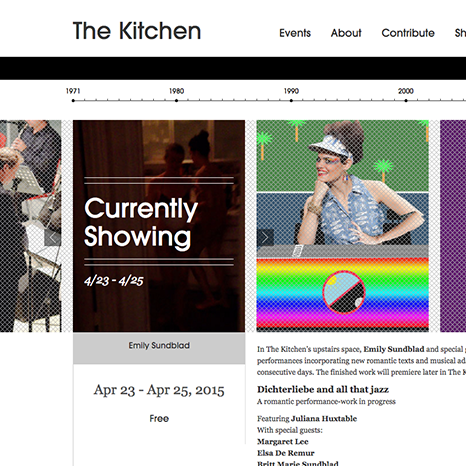 The Kitchen
Events
About
Contribute
Sh
1971
1980
1990
2000
Currently
Showing
4/23 - 4/25
Emily Sundblad
Apr 23 - Apr 25, 2015
Free
In The Kitchen's upstairs space, Emily Sundblad and special g
performances incorporating new romantic texts and musical ada
consecutive days. The finished work will premiere later in The K
Dichterliebe and all that jazz
A romantic performance-work in progress
Featuring Juliana Huxtable
With special guests:
Margaret Lee
Elsa De Remur
Britt Marie Sundblad